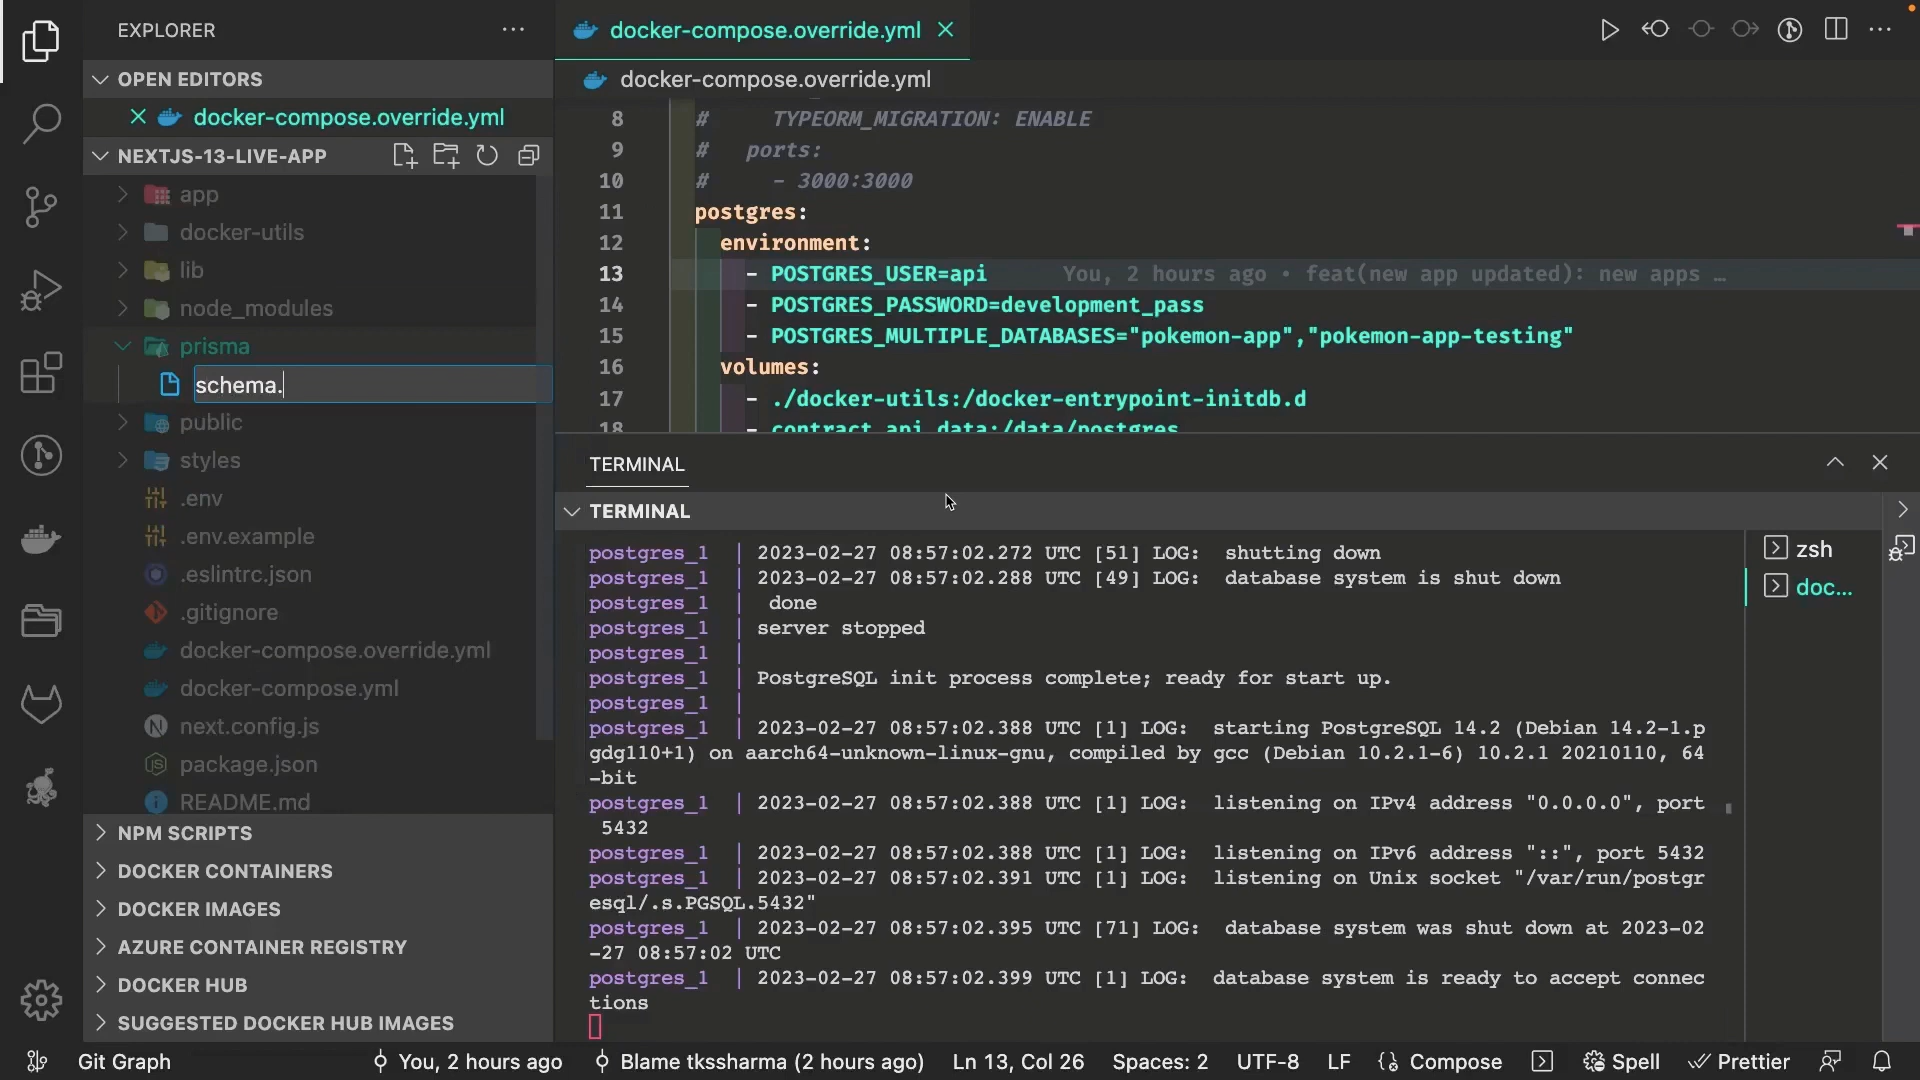 EXPLORER
docker-compose.override.yml
OPEN EDITORS
docker-compose.override.yml
NEXTJS-13-LIVE-APP
app
docker-utils
lib
node_modules
prisma
schema.
public
styles
.env
.env.example
.eslintrc.json
.gitignore
docker-compose.override.yml
docker-compose.yml
next.config.js
package.json
README.md
NPM SCRIPTS
DOCKER CONTAINERS
DOCKER IMAGES
AZURE CONTAINER REGISTRY
DOCKER HUB
SUGGESTED DOCKER HUB IMAGES
docker-compose.override.yml
8 # TYPEORM_MIGRATION: ENABLE
9 # ports:
10 # - 3000:3000
11 postgres:
12 environment:
13 - POSTGRES_USER=api You, 2 hours ago • feat(new app updated): new apps …
14 - POSTGRES_PASSWORD=development_pass
15 - POSTGRES_MULTIPLE_DATABASES="pokemon-app","pokemon-app-testing"
16 volumes:
17 - ./docker-utils:/docker-entrypoint-initdb.d
18 - contract_api_data:/data/postgres
TERMINAL
TERMINAL
postgres_1 | 2023-02-27 08:57:02.272 UTC [51] LOG: shutting down
postgres_1 | 2023-02-27 08:57:02.288 UTC [49] LOG: database system is shut down
postgres_1 | done
postgres_1 | server stopped
postgres_1 |
postgres_1 | PostgreSQL init process complete; ready for start up.
postgres_1 |
postgres_1 | 2023-02-27 08:57:02.388 UTC [1] LOG: starting PostgreSQL 14.2 (Debian 14.2-1.p
gdg110+1) on aarch64-unknown-linux-gnu, compiled by gcc (Debian 10.2.1-6) 10.2.1 20210110, 64
-bit
postgres_1 | 2023-02-27 08:57:02.388 UTC [1] LOG: listening on IPv4 address "0.0.0.0", port
5432
postgres_1 | 2023-02-27 08:57:02.388 UTC [1] LOG: listening on IPv6 address "::", port 5432
postgres_1 | 2023-02-27 08:57:02.391 UTC [1] LOG: listening on Unix socket "/var/run/postgr
esql/.s.PGSQL.5432"
postgres_1 | 2023-02-27 08:57:02.395 UTC [71] LOG: database system was shut down at 2023-02
-27 08:57:02 UTC
postgres_1 | 2023-02-27 08:57:02.399 UTC [1] LOG: database system is ready to accept connec
tions
zsh
doc...
Git Graph
You, 2 hours ago
Blame tkssharma (2 hours ago)
Ln 13, Col 26
Spaces: 2
UTF-8
LF
Compose
Spell
Prettier